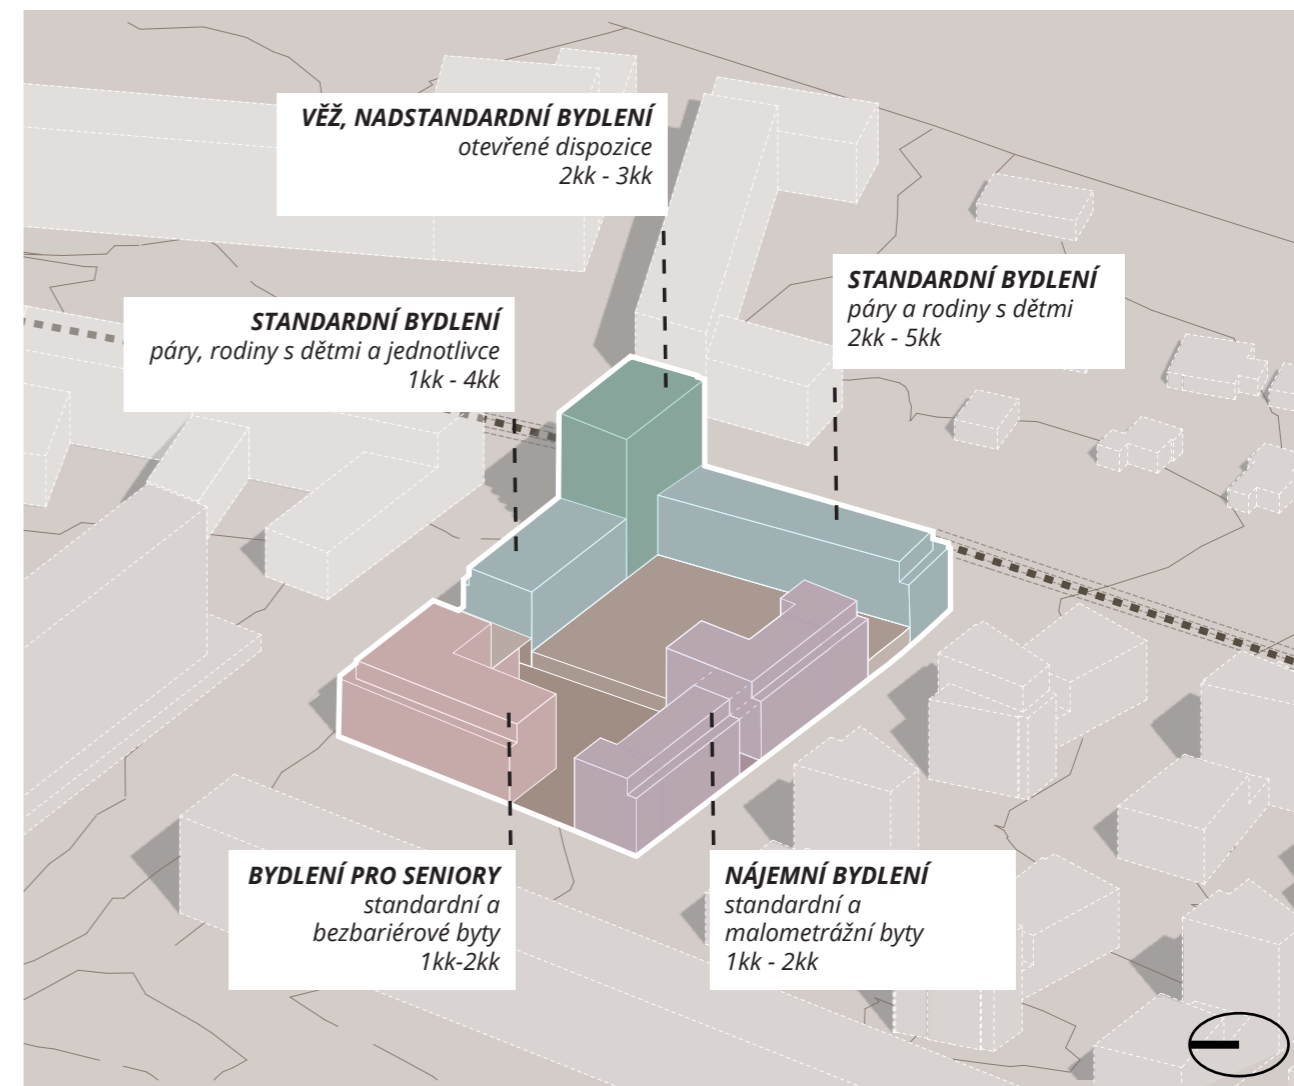 VĚŽ, NADSTANDARDNÍ BYDLENÍ
otevřené dispozice
2kk - 3kk
STANDARDNÍ BYDLENÍ
páry a rodiny s dětmi
2kk - 5kk
STANDARDNÍ BYDLENÍ
páry, rodiny s dětmi a jednotlivce
1kk - 4kk
BYDLENÍ PRO SENIORY
standardní a
bezbariérové byty
1kk-2kk
NÁJEMNÍ BYDLENÍ
standardní a
malometrážní byty
1kk - 2kk